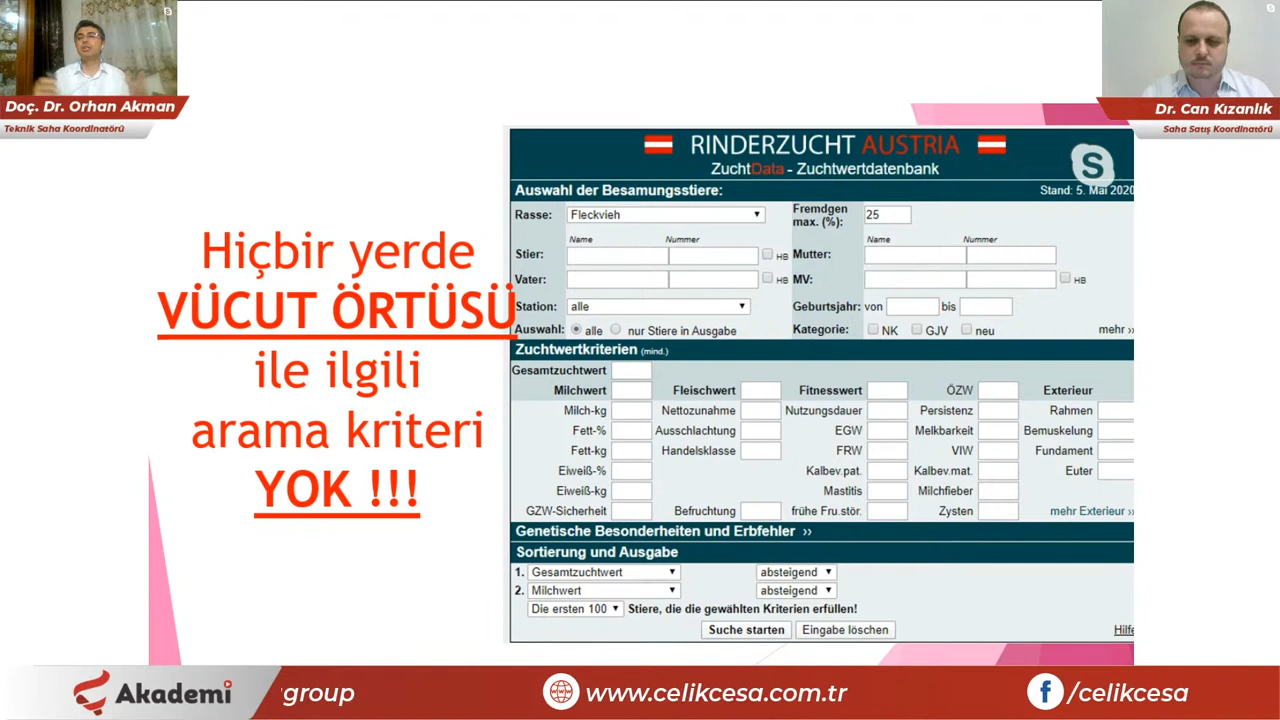 Doç. Dr. Orhan Akman
Teknik Saha Koordinatörü
Dr. Can Kızanlık
Saha Satış Koordinatörü
Hiçbir yerde
VÜCUT ÖRTÜSÜ
ile ilgili
arama kriteri
YOK !!!
RINDERZUCHT AUSTRIA
ZuchtData - Zuchtwertdatenbank
Auswahl der Besamungsstiere: Stand: 5. Mai 2020
Rasse: Fleckvieh Fremdgen max. (%): 25
Name Nummer Name Nummer
Stier: HB Mutter:
Vater: HB MV: HB
Station: alle Geburtsjahr: von bis
Auswahl: alle nur Stiere in Ausgabe Kategorie: NK GJV neu mehr ››
Zuchtwertkriterien (mind.)
Gesamtzuchtwert
Milchwert Fleischwert Fitnesswert ÖZW Exterieur
Milch-kg Nettozunahme Nutzungsdauer Persistenz Rahmen
Fett-% Ausschlachtung EGW Melkbarkeit Bemuskelung
Fett-kg Handelsklasse FRW VIW Fundament
Eiweiß-% Kalbev.pat. Kalbev.mat. Euter
Eiweiß-kg Mastitis Milchfieber
GZW-Sicherheit Befruchtung frühe Fru.stör. Zysten mehr Exterieur ››
Genetische Besonderheiten und Erbfehler ››
Sortierung und Ausgabe
1. Gesamtzuchtwert absteigend
2. Milchwert absteigend
Die ersten 100 Stiere, die die gewählten Kriterien erfüllen!
Suche starten Eingabe löschen Hilfe
Akademi group www.celikcesa.com.tr /celikcesa